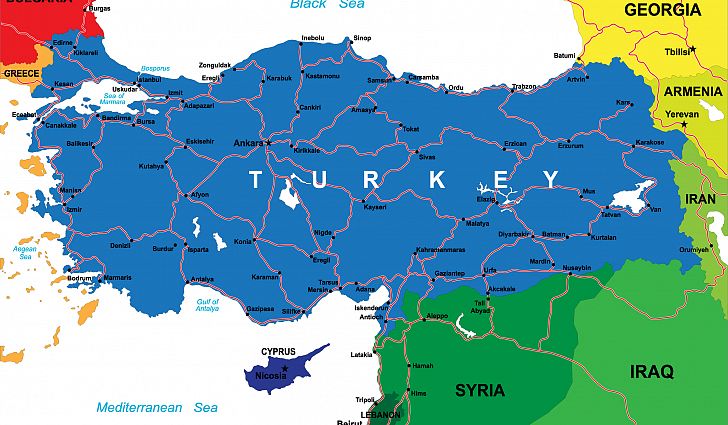 BULGARIA
Burgas
Black Sea
GEORGIA
Tbilisi
Batumi
Artvin
ARMENIA
Yerevan
IRAN
Orumiyeh
GREECE
Edirne
Kiklareli
Kesan
Bosporus
Istanbul
Uskudar
Izmit
Sea of
Marmara
Adapazari
Eceabat
Canakkale
Bandirma
Bursa
Balikesir
Eskisehir
Kutahya
Zonguldak
Eregli
Karabuk
Inebolu
Kastamonu
Sinop
Cankiri
Samsun
Carsamba
Ordu
Trabzon
Amasya
Tokat
Ankara
Kirikkale
Sivas
Erzican
Erzurum
Kars
Karakose
TURKEY
Manisa
Izmir
Afyon
Aegean
Sea
Denizli
Burdur
Isparta
Konia
Nigde
Kayseri
Elazig
Malatya
Mus
Tatvan
Van
Diyarbakir
Batman
Kurtalan
Mardin
Nusaybin
Kahramanmaras
Gaziantep
Urfa
Akcakale
Tall
Abyad
Bodrum
Marmaris
Antalya
Gulf of
Antalya
Gazipasa
Karaman
Eregli
Silifke
Tarsus
Mersin
Adana
Iskenderun
Antioch
Aleppo
Latakia
Hamah
Hims
Tripoli
LEBANON
Beirut
SYRIA
IRAQ
CYPRUS
Nicosia
Mediterranean Sea